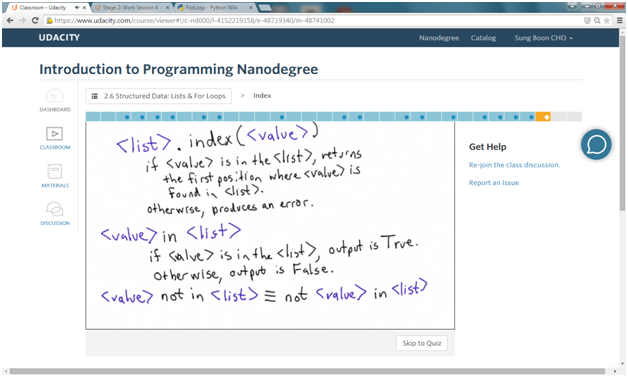 Classroom - Udacity
Stage 2: Work Session 4
ForLoop - Python Wiki
https://www.udacity.com/course/viewer#!/c-nd000/l-4152219158/e-48719340/m-48741002
UDACITY
Nanodegree Catalog Sung Boon CHO
Introduction to Programming Nanodegree
DASHBOARD
CLASSROOM
MATERIALS
DISCUSSION
2.6 Structured Data: Lists & For Loops > Index
<list>.index(<value>)
if <value> is in the <list>, returns
the first position where <value> is
found in <list>.
otherwise, produces an error.
<value> in <list>
if <value> is in the <list>, output is True.
Otherwise, output is False.
<value> not in <list> ≡ not <value> in <list>
Skip to Quiz
Get Help
Re-join the class discussion.
Report an Issue